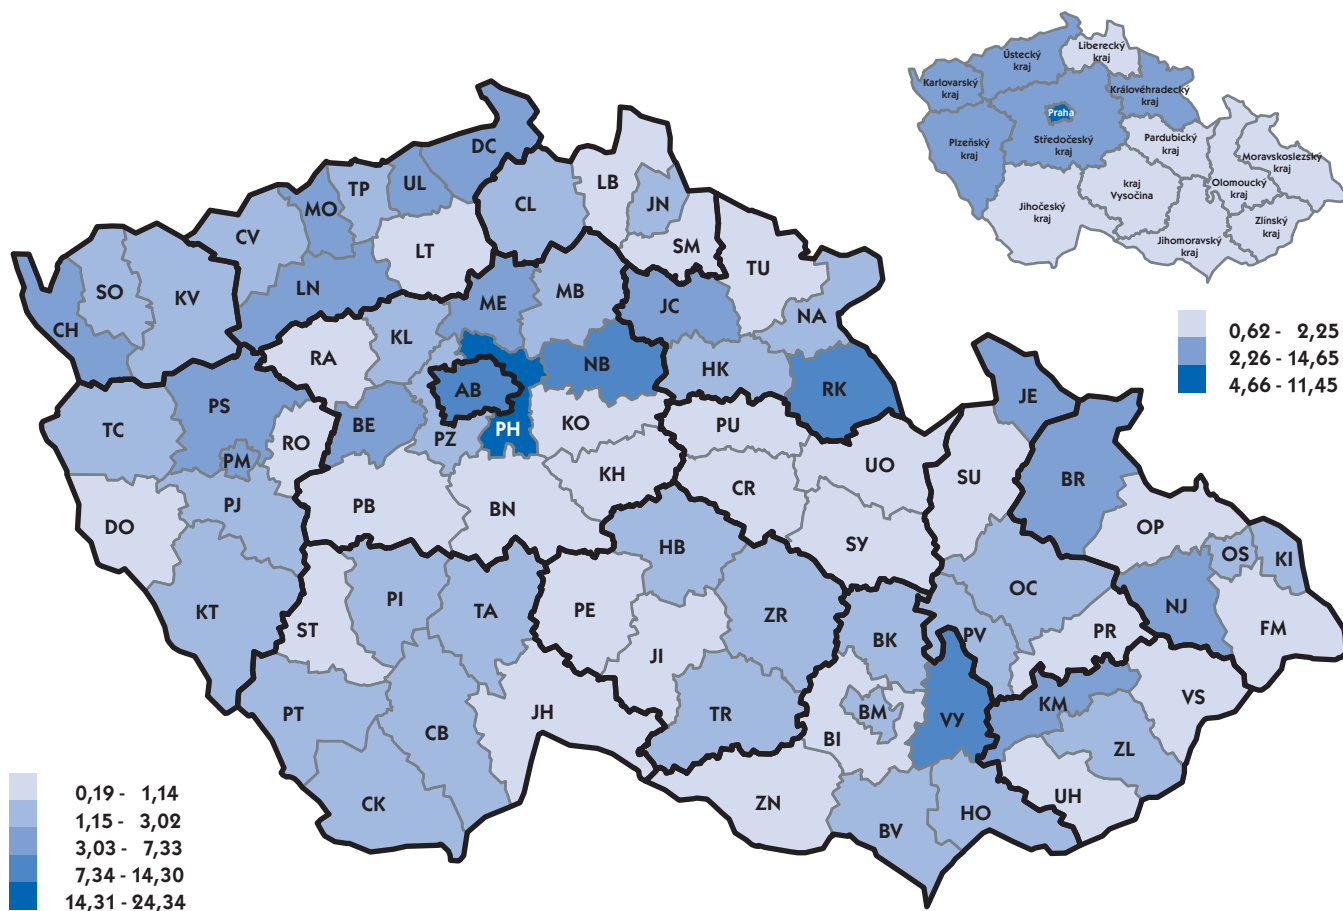 Liberecký
kraj
Ústecký
kraj
Karlovarský
kraj
Královéhradecký
kraj
Praha
Plzeňský
kraj
Středočeský
kraj
Pardubický
kraj
Moravskoslezský
kraj
kraj
Vysočina
Olomoucký
kraj
Jihočeský
kraj
Zlínský
kraj
Jihomoravský
kraj
0,62 - 2,25
2,26 - 14,65
4,66 - 11,45
DC
TP
UL
LB
CL
JN
MO
CV
LT
SM
TU
SO
KV
LN
ME
MB
JC
NA
CH
KL
RA
NB
HK
AB
RK
JE
TC
PS
BE
PZ
PH
KO
PU
RO
PM
UO
SU
BR
KH
CR
PB
BN
PJ
DO
OP
HB
SY
OS
KI
OC
KT
PI
TA
PE
ZR
NJ
ST
BK
PV
PR
FM
JI
PT
JH
TR
BM
VY
KM
VS
CB
BI
ZL
CK
ZN
BV
HO
UH
0,19 - 1,14
1,15 - 3,02
3,03 - 7,33
7,34 - 14,30
14,31 - 24,34